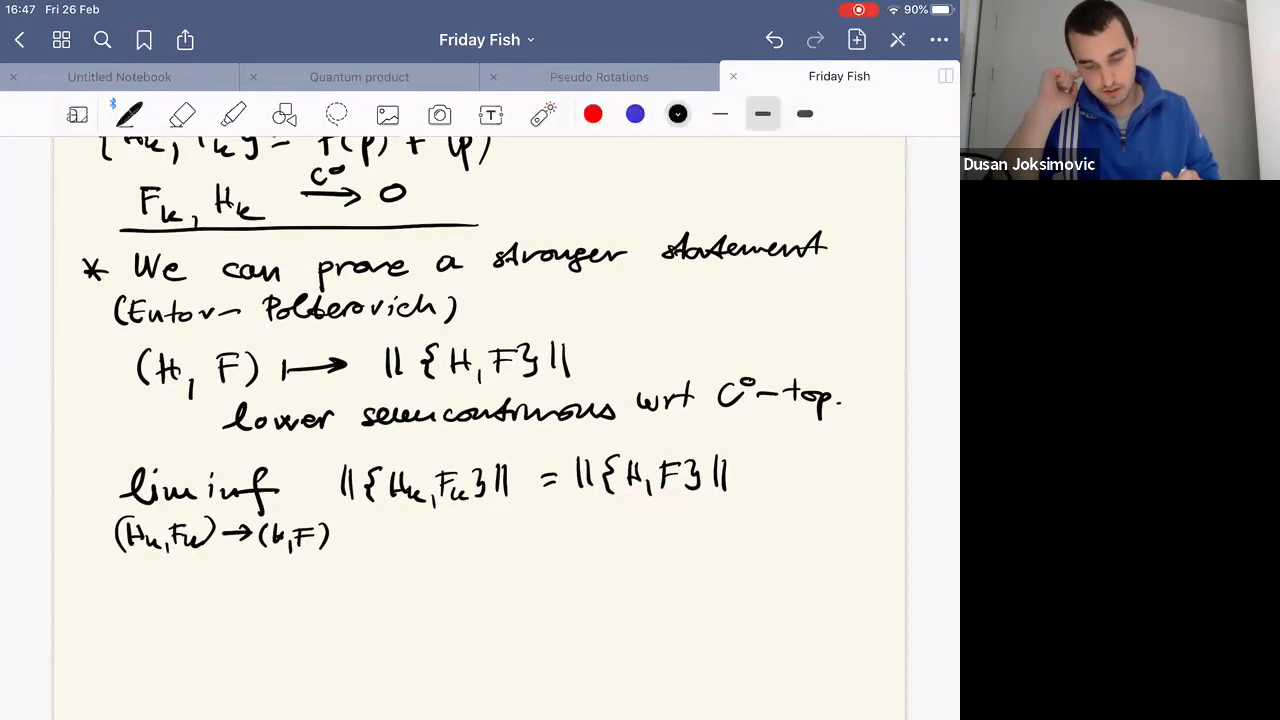 16:47 Fri 26 Feb
90%
Friday Fish
Untitled Notebook
Quantum product
Pseudo Rotations
Friday Fish
T
Dusan Joksimovic
F_k, H_k →^{C⁰} 0
* We can prove a stronger statement
(Entov - Polterovich)
(H, F) ↦ || {H, F} ||
lower semicontinuous wrt C⁰-top.
lim inf || {H_k, F_k} || = || {H, F} ||
(H_k, F_k) → (H, F)